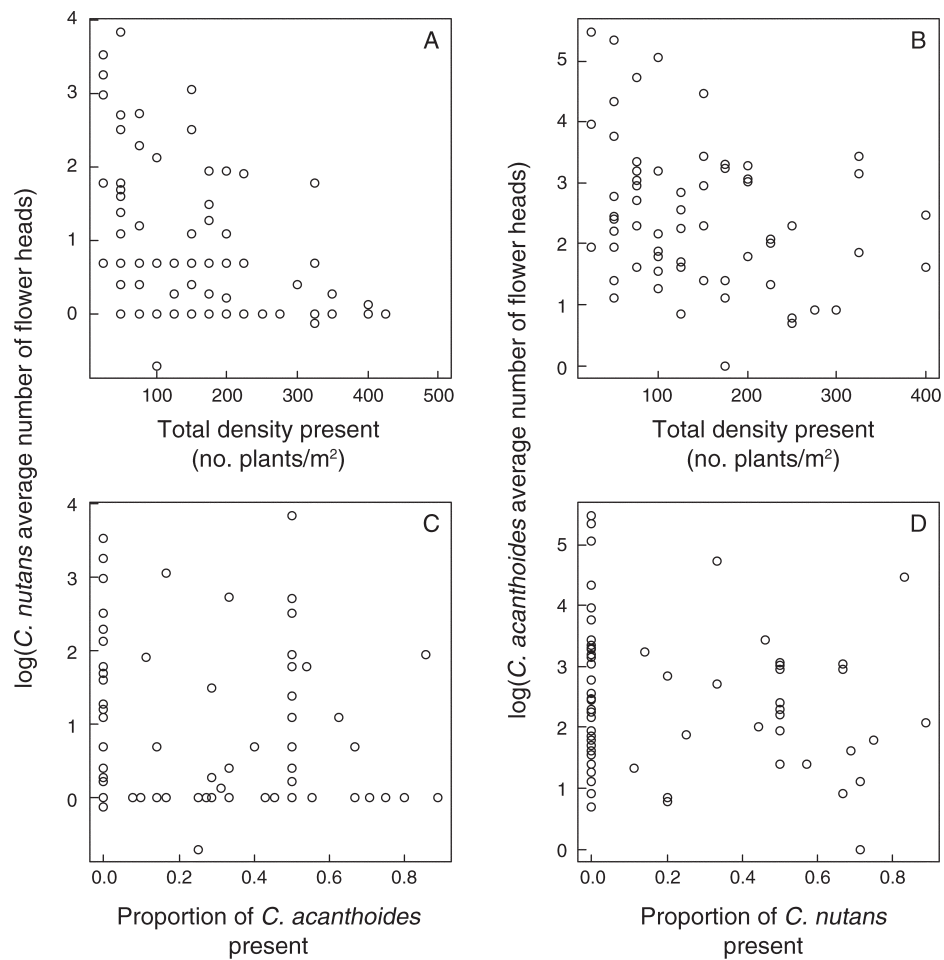 A
4
3
2
1
0
100 200 300 400 500
Total density present
(no. plants/m²)
B
5
4
3
2
1
0
100 200 300 400
Total density present
(no. plants/m²)
log(C. nutans average number of flower heads)
log(C. acanthoides average number of flower heads)
C
4
3
2
1
0
0.0 0.2 0.4 0.6 0.8
Proportion of C. acanthoides
present
D
5
4
3
2
1
0
0.0 0.2 0.4 0.6 0.8
Proportion of C. nutans
present